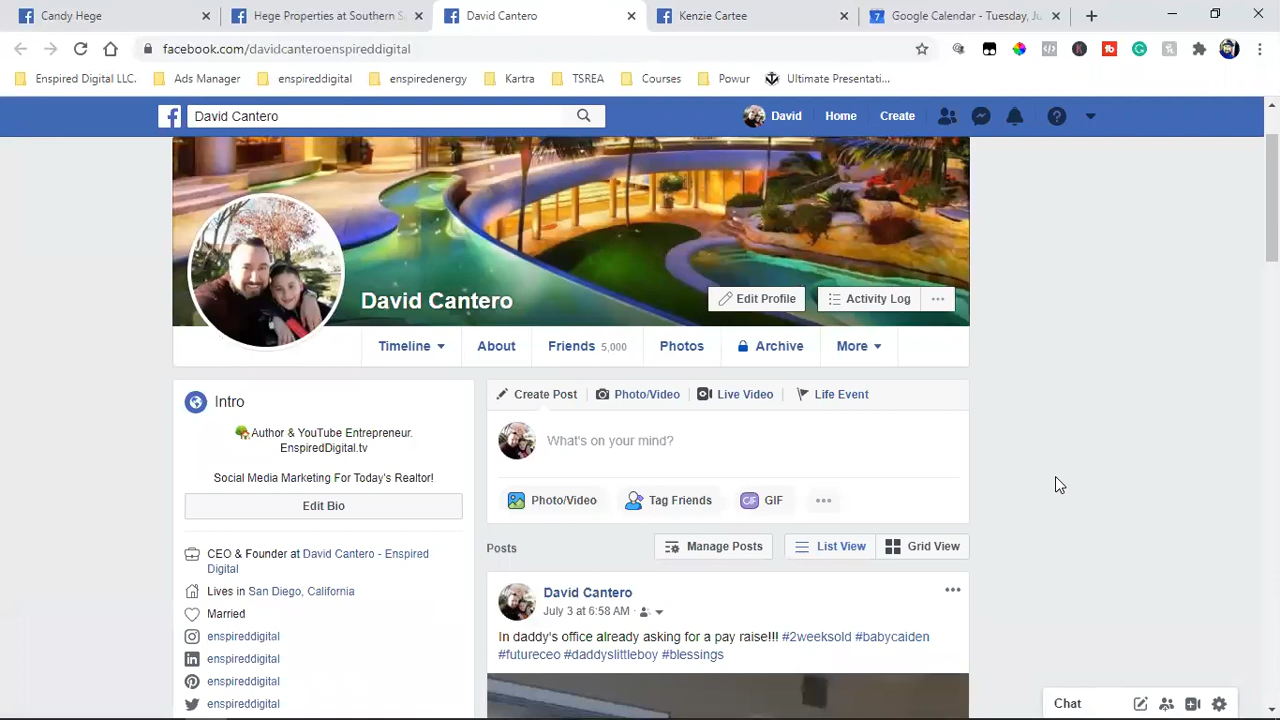 Candy Hege
Hege Properties at Southern S
David Cantero
Kenzie Cartee
Google Calendar - Tuesday, Ju
facebook.com/davidcanteroenspireddigital
Enspired Digital LLC.
Ads Manager
enspireddigital
enspiredenergy
Kartra
TSREA
Courses
Powur
Ultimate Presentati...
David Cantero
David
Home
Create
David Cantero
Edit Profile
Activity Log
Timeline
About
Friends 5,000
Photos
Archive
More
Intro
Author & YouTube Entrepreneur.
EnspiredDigital.tv
Social Media Marketing For Today's Realtor!
Edit Bio
CEO & Founder at David Cantero - Enspired
Digital
Lives in San Diego, California
Married
enspireddigital
enspireddigital
enspireddigital
enspireddigital
Create Post
Photo/Video
Live Video
Life Event
What's on your mind?
Photo/Video
Tag Friends
GIF
Posts
Manage Posts
List View
Grid View
David Cantero
July 3 at 6:58 AM ·
In daddy's office already asking for a pay raise!!! #2weeksold #babycaiden
#futureceo #daddyslittleboy #blessings
Chat